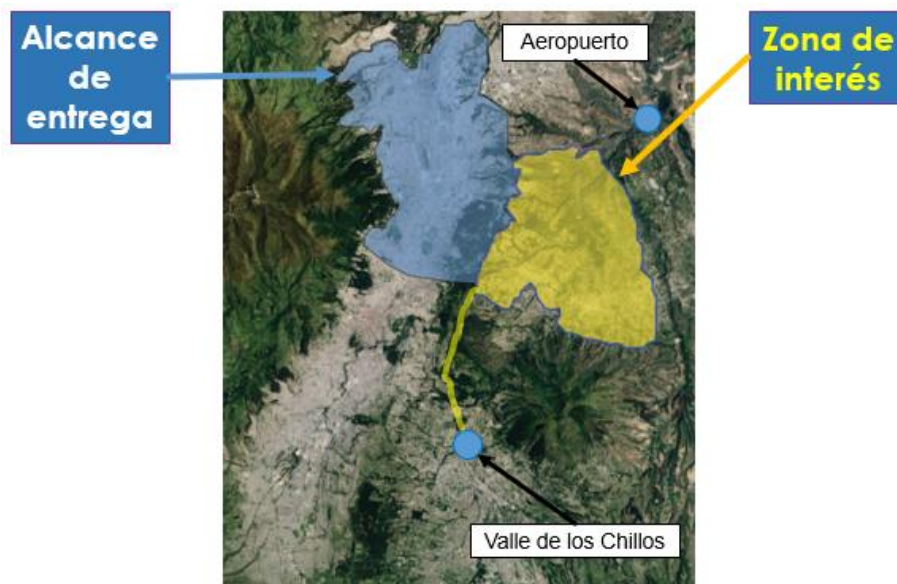 Alcance
de
entrega
Aeropuerto
Zona de
interés
Valle de los Chillos